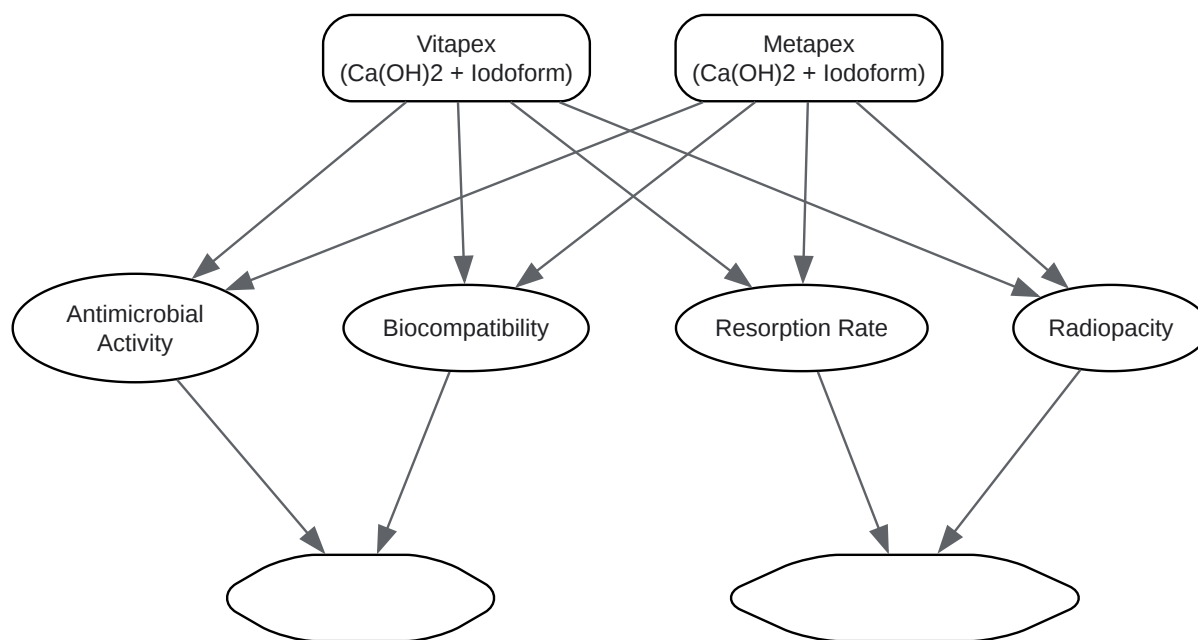 Vitapex
(Ca(OH)2 + Iodoform)
Metapex
(Ca(OH)2 + Iodoform)
Antimicrobial
Activity
Biocompatibility
Resorption Rate
Radiopacity